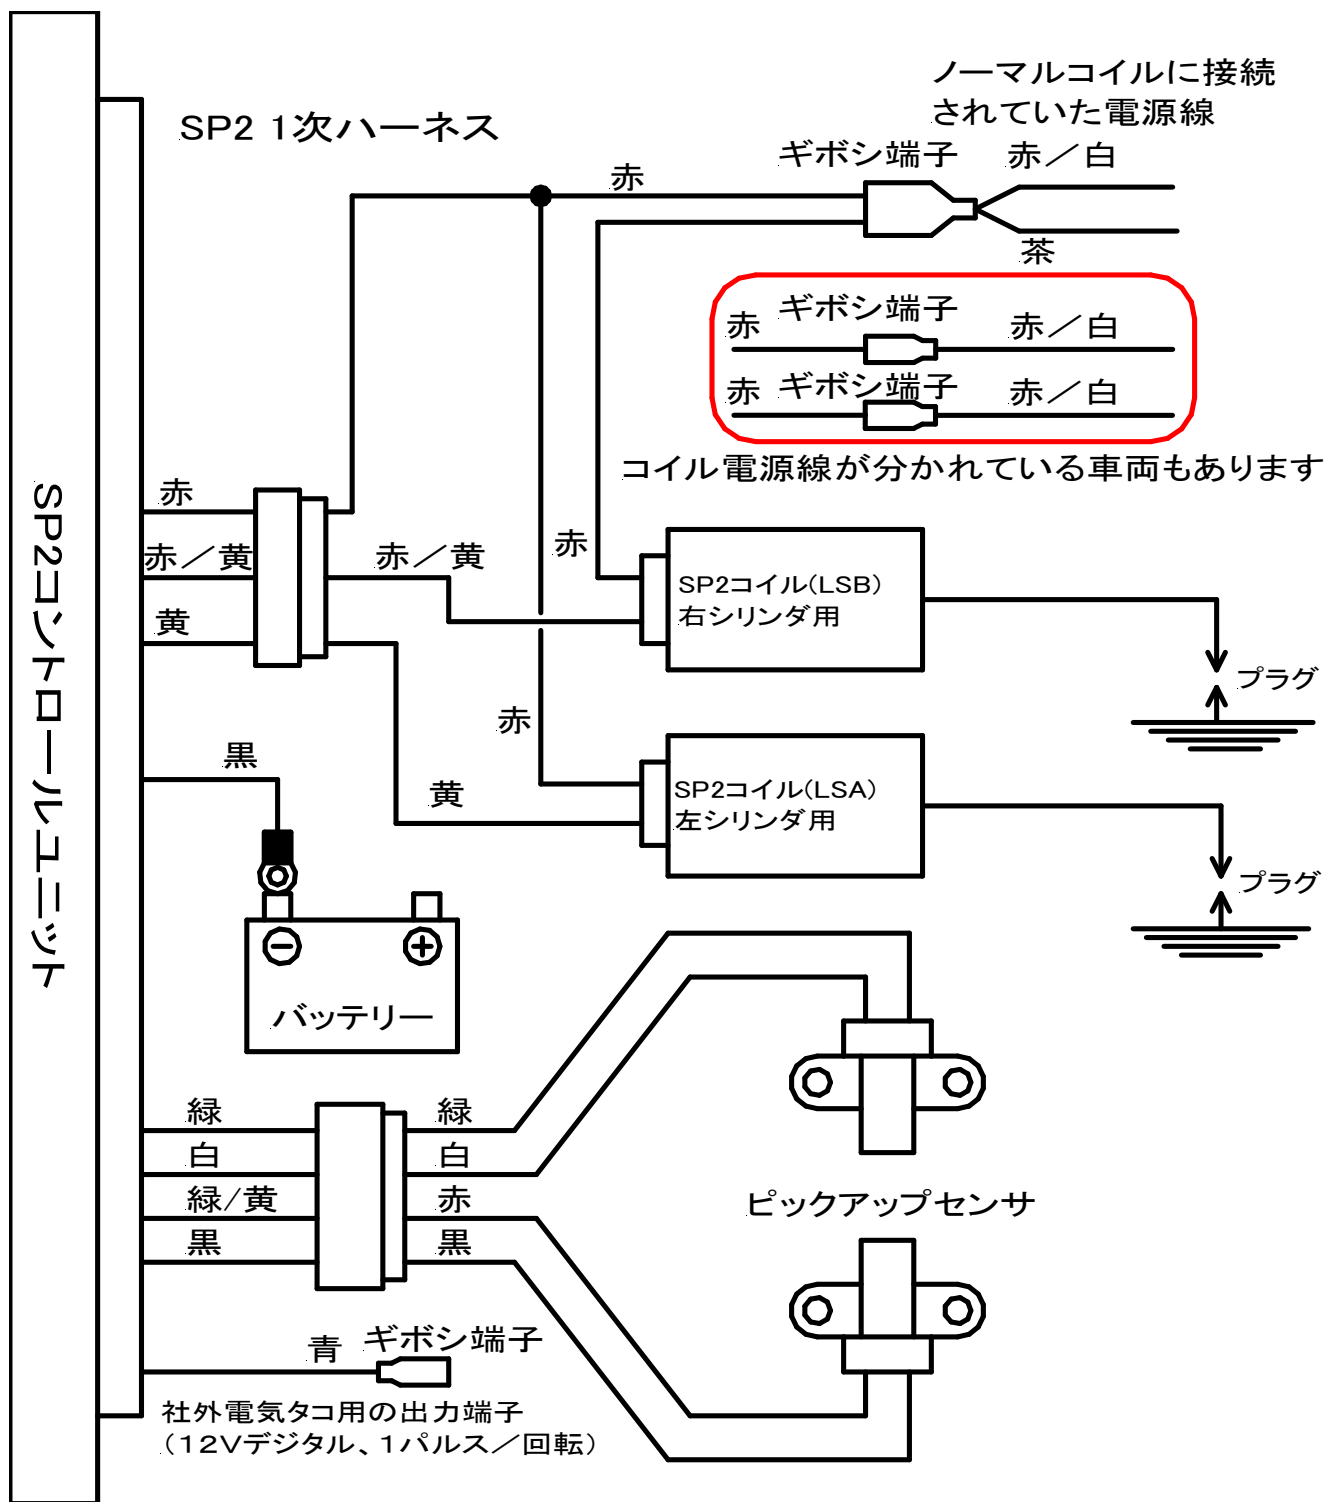 ノーマルコイルに接続
されていた電源線
SP2 1次ハーネス
ギボシ端子
赤／白
赤
茶
ギボシ端子
赤
赤／白
赤
ギボシ端子
赤／白
コイル電源線が分かれている車両もあります
SP2コントロールユニット
赤
赤／黄
赤／黄
赤
黄
SP2コイル(LSB)
右シリンダ用
プラグ
赤
黒
黄
SP2コイル(LSA)
左シリンダ用
プラグ
バッテリー
緑
緑
白
白
緑/黄
赤
黒
黒
ピックアップセンサ
青
ギボシ端子
社外電気タコ用の出力端子
（12Vデジタル、1パルス／回転）